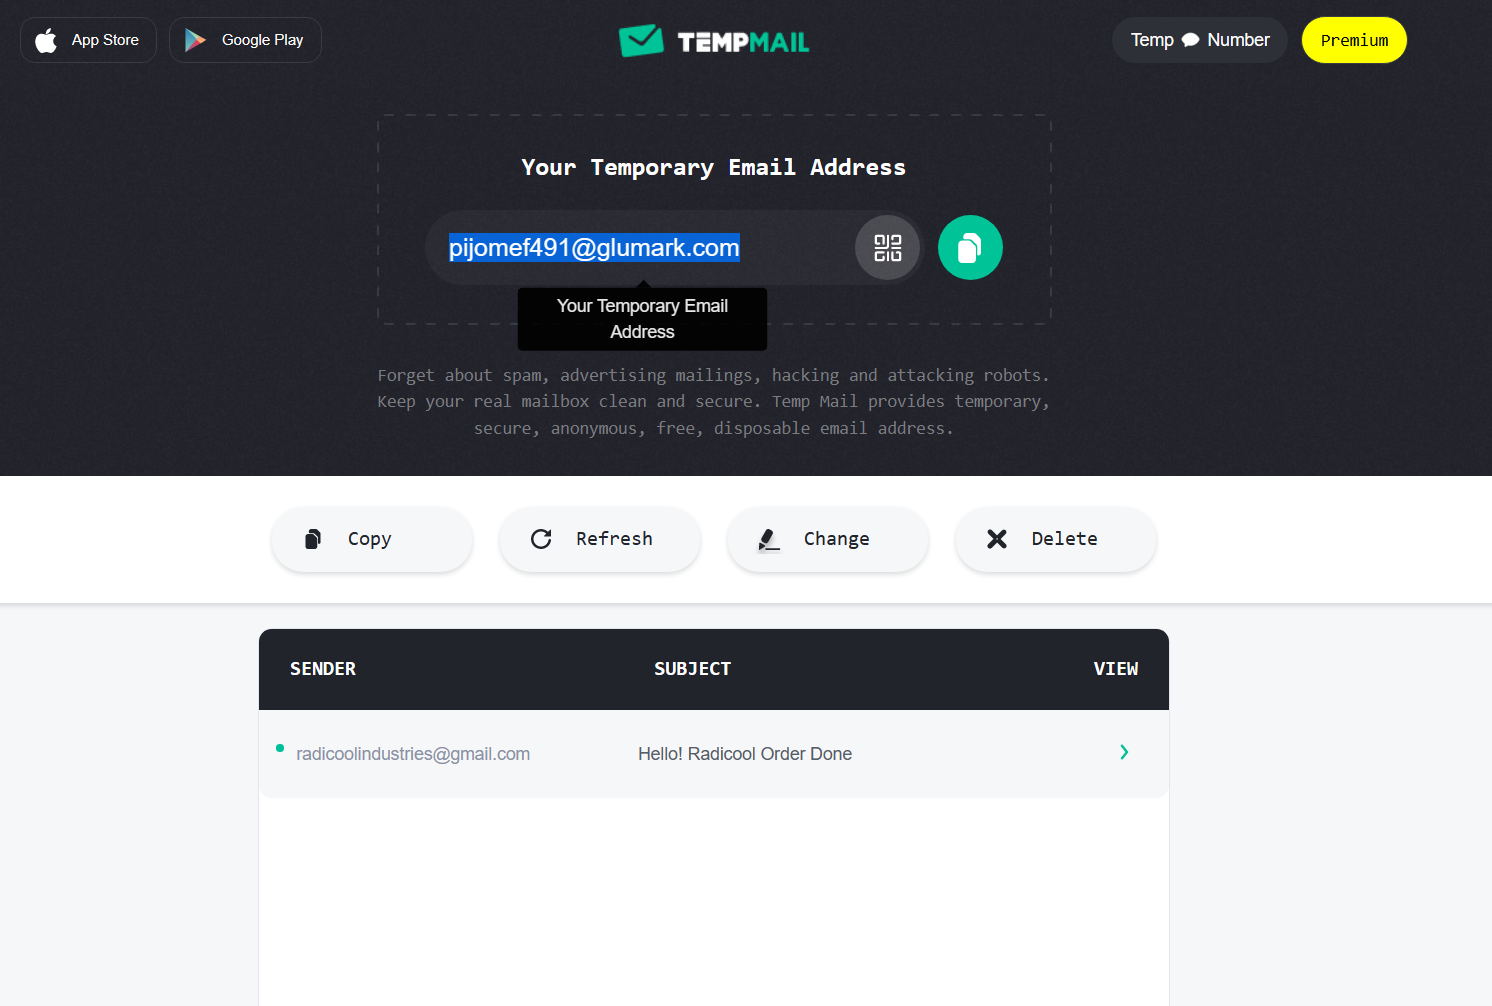 App Store
Google Play
TEMPMAIL
Temp Number
Premium
Your Temporary Email Address
pijomef491@glumark.com
Your Temporary Email
Address
Forget about spam, advertising mailings, hacking and attacking robots.
Keep your real mailbox clean and secure. Temp Mail provides temporary,
secure, anonymous, free, disposable email address.
Copy
Refresh
Change
Delete
SENDER
SUBJECT
VIEW
radicoolindustries@gmail.com
Hello! Radicool Order Done